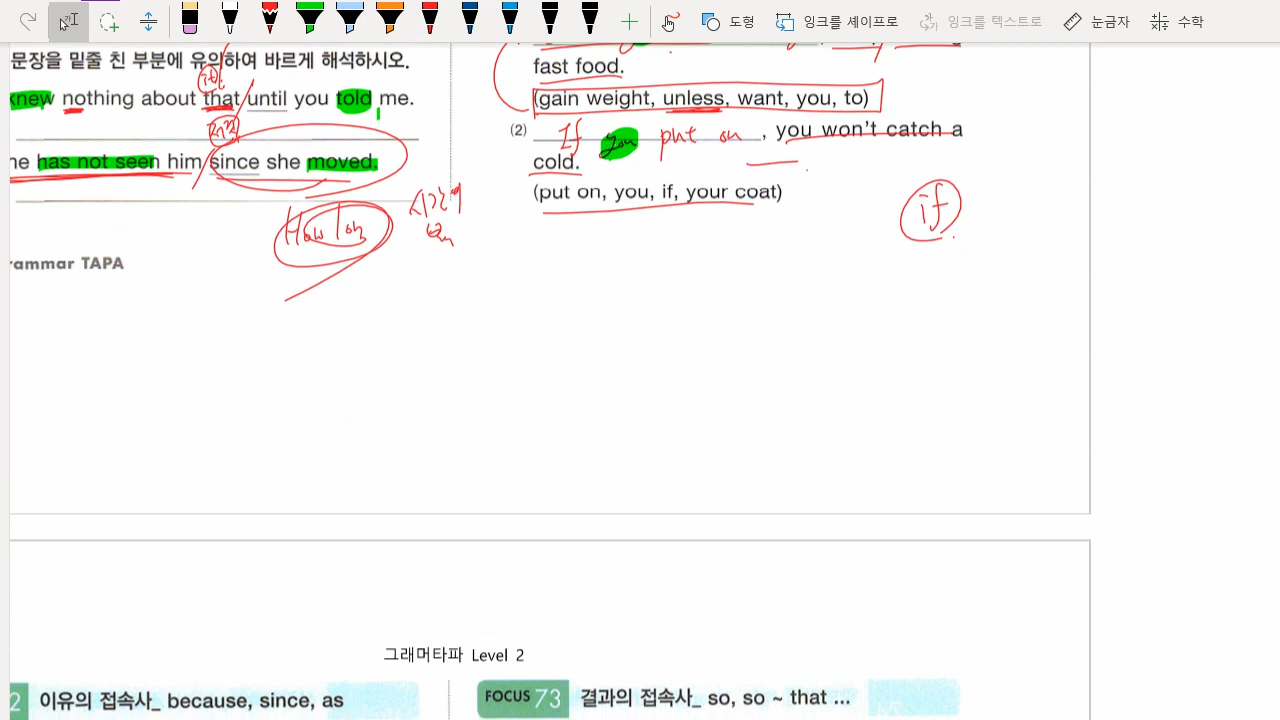 도형
잉크를 셰이프로
잉크를 텍스트로
눈금자
수학
문장을 밑줄 친 부분에 유의하여 바르게 해석하시오.
knew nothing about that until you told me.
he has not seen him since she moved.
How long
rammar TAPA
fast food.
(gain weight, unless, want, you, to)
(2) If you put on , you won't catch a
cold.
(put on, you, if, your coat)
if
그래머타파 Level 2
2 이유의 접속사_ because, since, as
FOCUS 73 결과의 접속사_ so, so ~ that ...